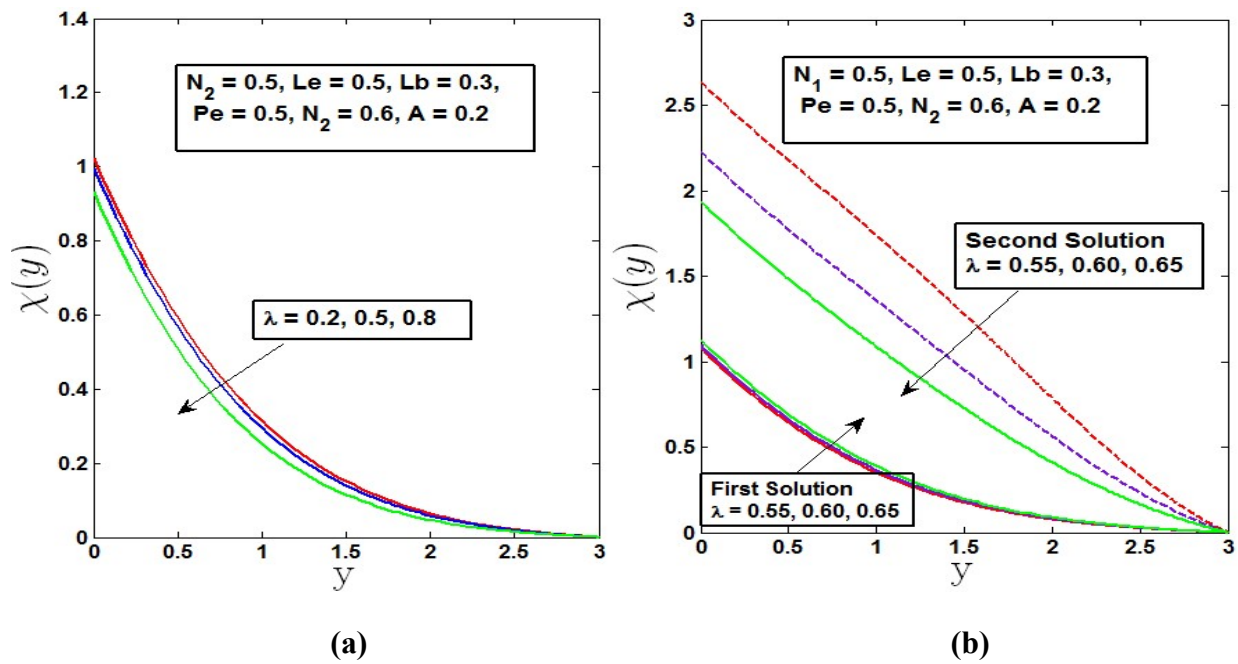 1.4
1.2
1
0.8
0.6
0.4
0.2
0
N2 = 0.5, Le = 0.5, Lb = 0.3,
Pe = 0.5, N2 = 0.6, A = 0.2
λ = 0.2, 0.5, 0.8
χ(y)
0 0.5 1 1.5 2 2.5 3
y
(a)
3
2.5
2
1.5
1
0.5
0
N1 = 0.5, Le = 0.5, Lb = 0.3,
Pe = 0.5, N2 = 0.6, A = 0.2
Second Solution
λ = 0.55, 0.60, 0.65
First Solution
λ = 0.55, 0.60, 0.65
χ(y)
0 0.5 1 1.5 2 2.5 3
y
(b)